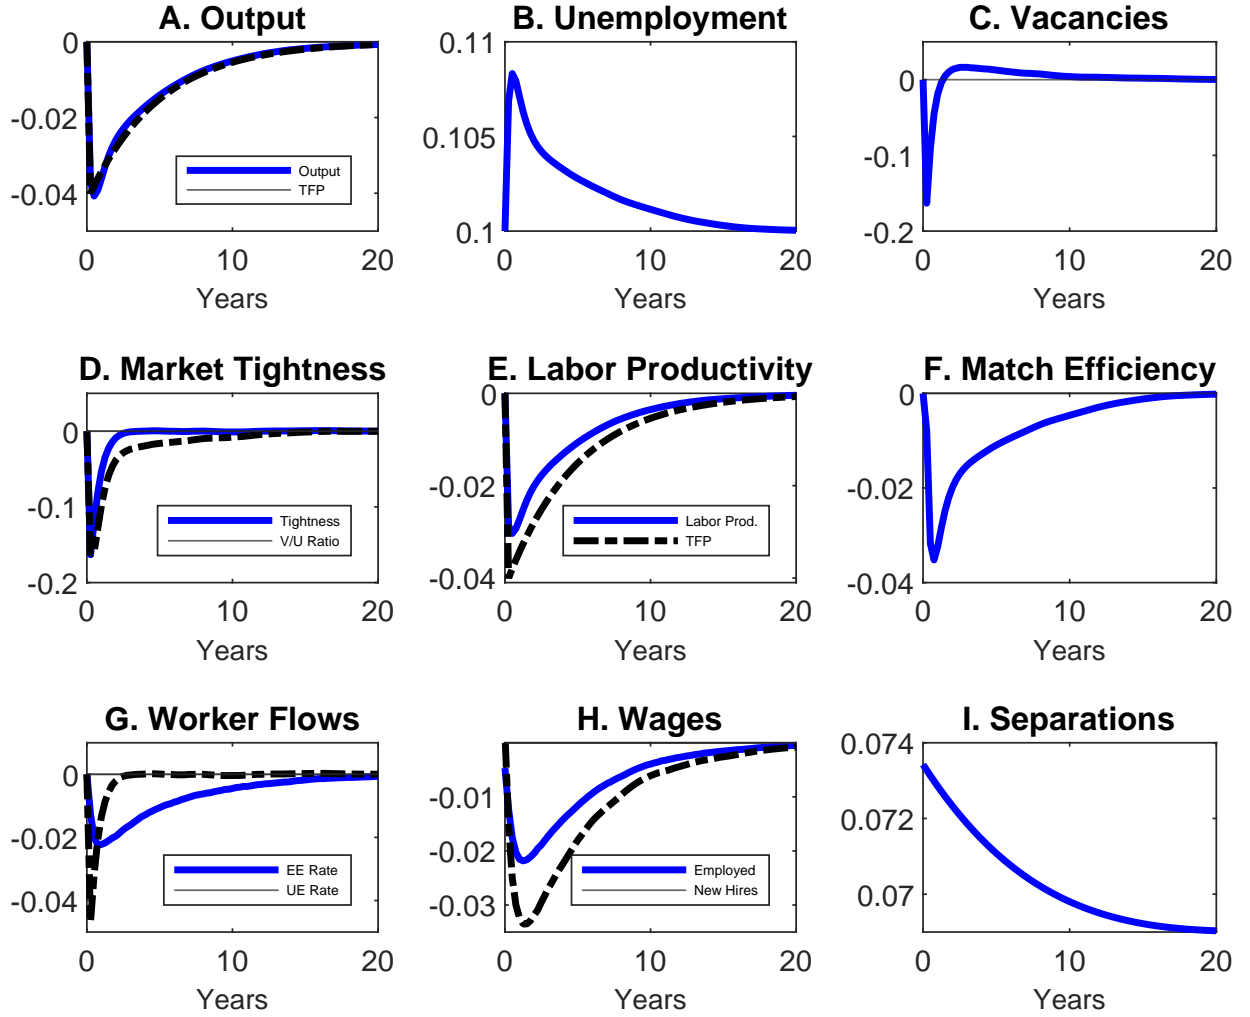 A. Output
0
-0.02
-0.04
Output
TFP
0 10 20
Years
B. Unemployment
0.11
0.105
0.1
0 10 20
Years
C. Vacancies
0
-0.1
-0.2
0 10 20
Years
D. Market Tightness
0
-0.1
-0.2
Tightness
V/U Ratio
0 10 20
Years
E. Labor Productivity
0
-0.02
-0.04
Labor Prod.
TFP
0 10 20
Years
F. Match Efficiency
0
-0.02
-0.04
0 10 20
Years
G. Worker Flows
0
-0.02
-0.04
EE Rate
UE Rate
0 10 20
Years
H. Wages
-0.01
-0.02
-0.03
Employed
New Hires
0 10 20
Years
I. Separations
0.074
0.072
0.07
0 10 20
Years